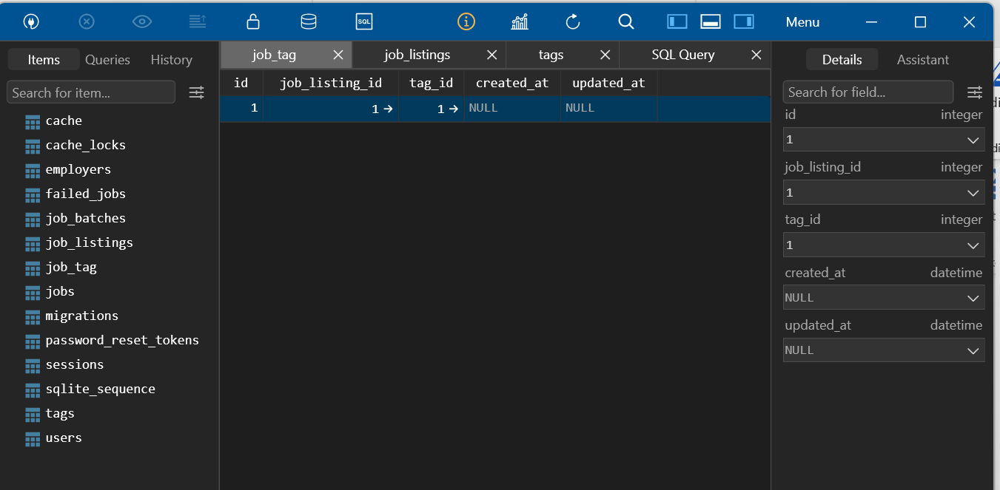 SQL
Menu
Items Queries History
job_tag
job_listings
tags
SQL Query
Details Assistant
Search for item...
cache
cache_locks
employers
failed_jobs
job_batches
job_listings
job_tag
jobs
migrations
password_reset_tokens
sessions
sqlite_sequence
tags
users
id job_listing_id tag_id created_at updated_at
1 1 → 1 → NULL NULL
Search for field...
id integer
1
job_listing_id integer
1
tag_id integer
1
created_at datetime
NULL
updated_at datetime
NULL